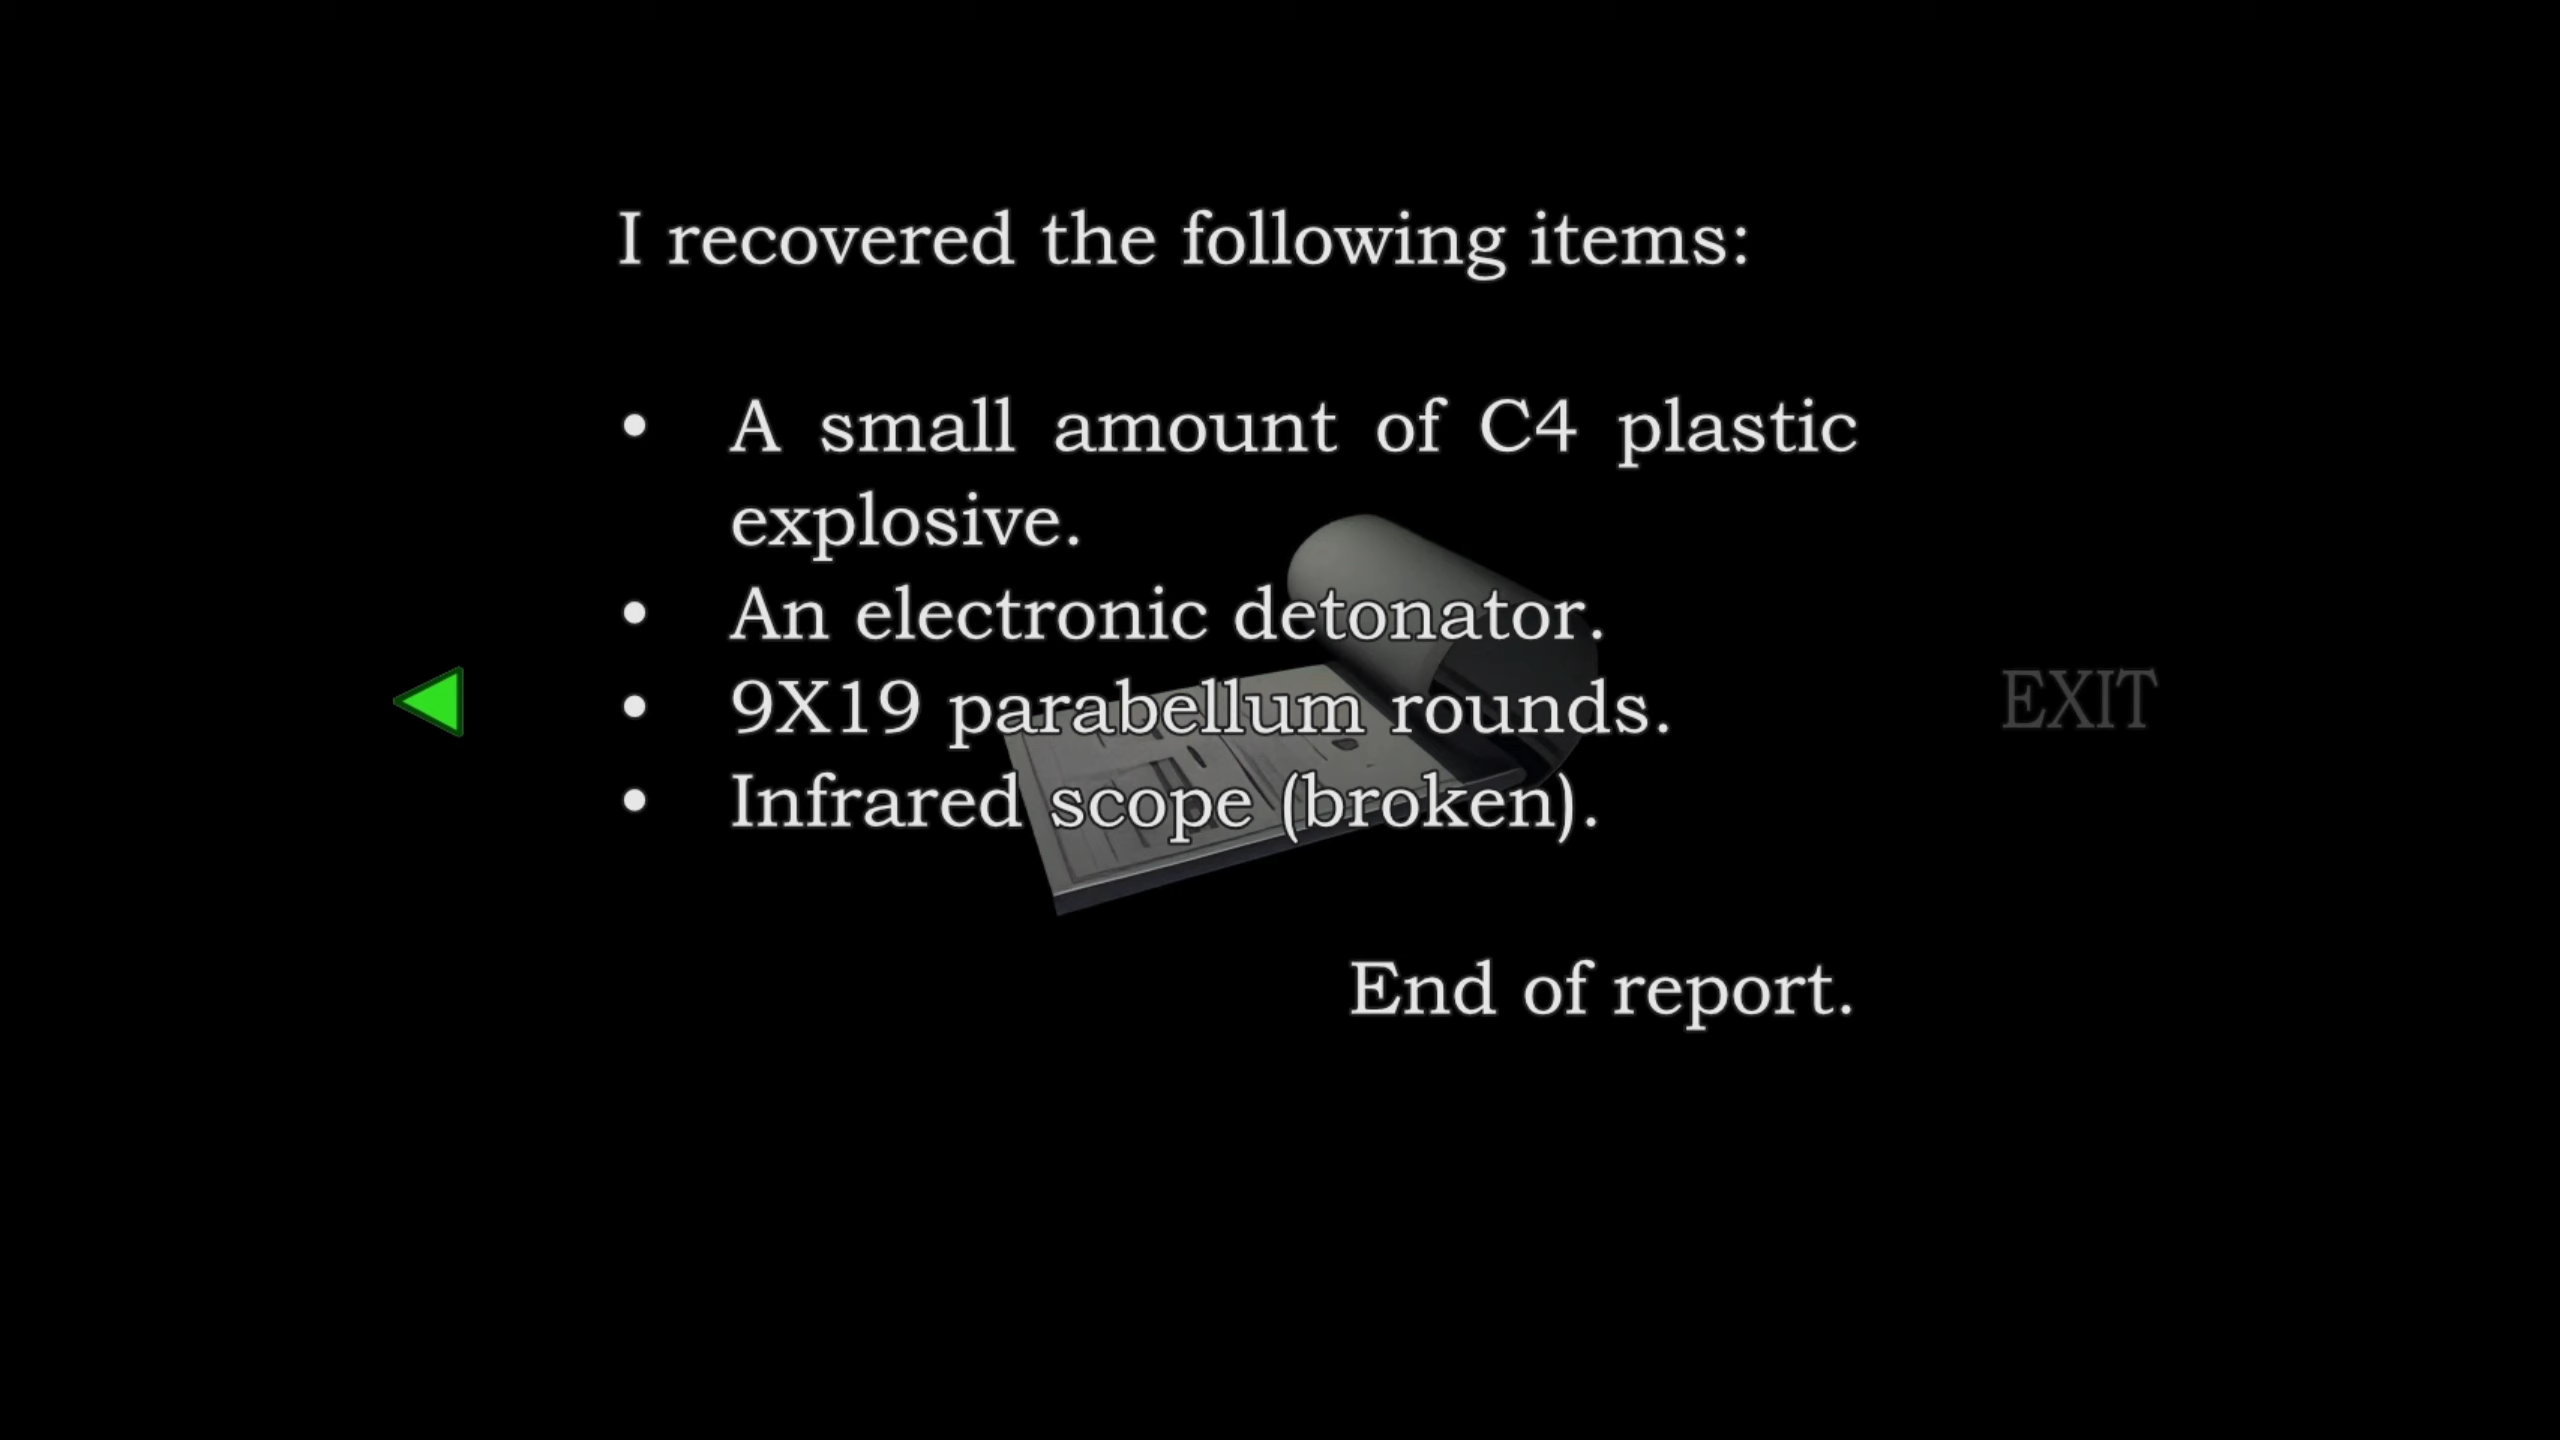 I recovered the following items:
• A small amount of C4 plastic
explosive.
• An electronic detonator.
• 9X19 parabellum rounds.
• Infrared scope (broken).
EXIT
End of report.